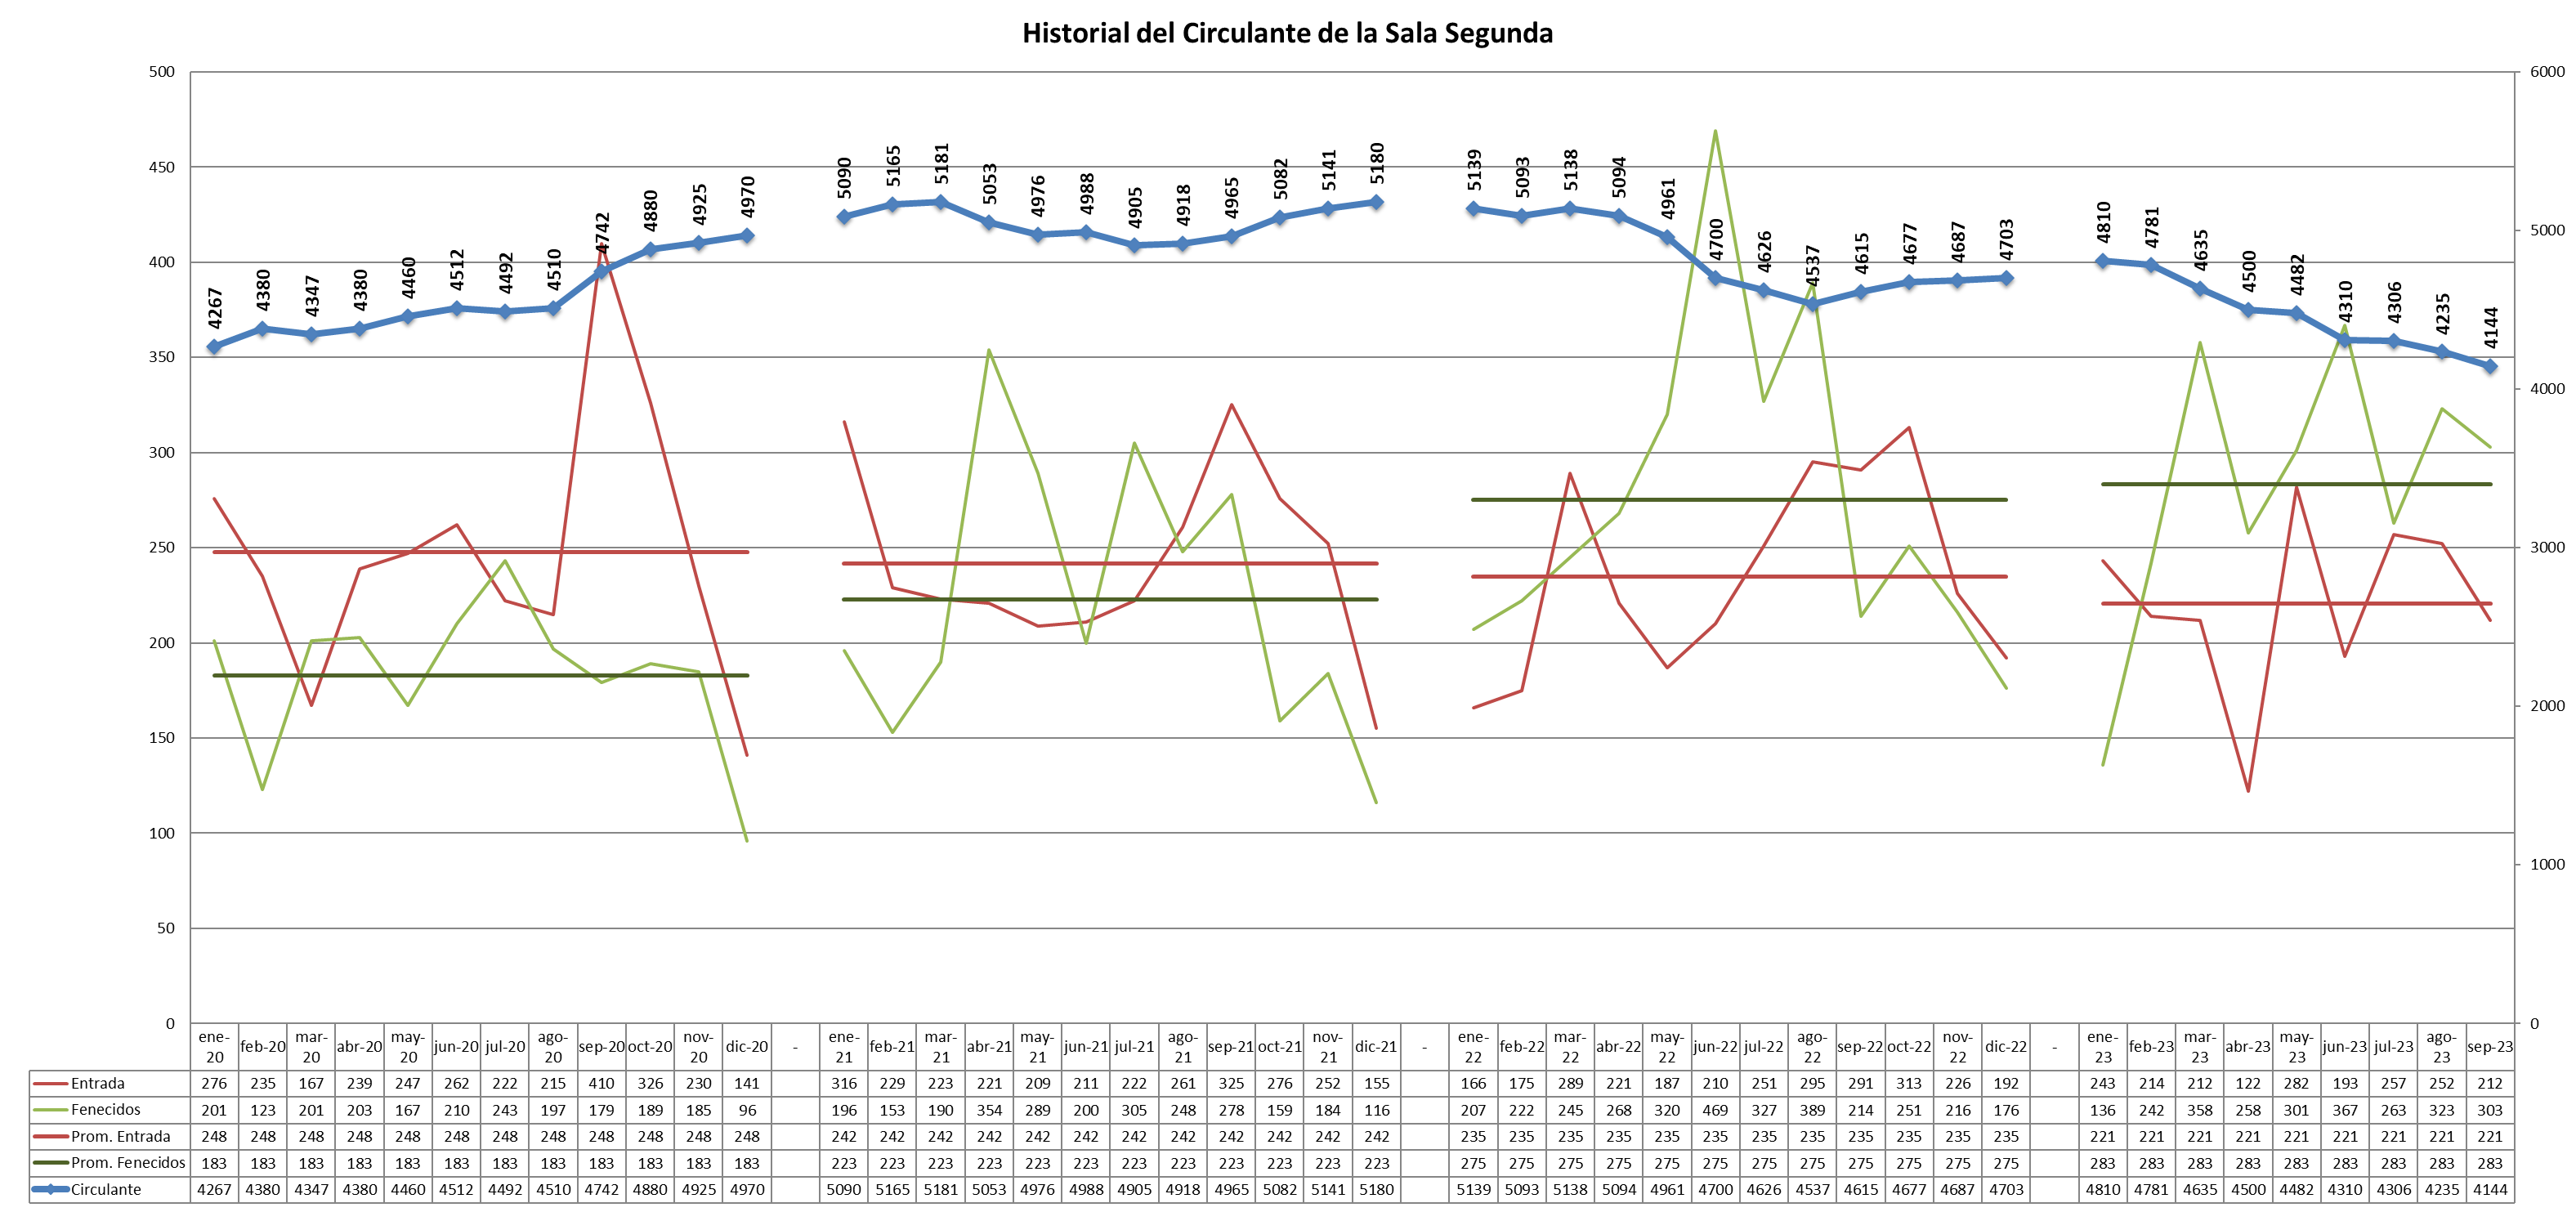 Historial del Circulante de la Sala Segunda
500 6000
450
400 5000
350 4000
300
250 3000
200 2000
150
100 1000
50
0 0
4267 4380 4347 4380 4460 4512 4492 4510 4742 4880 4925 4970 5090 5165 5181 5053 4976 4988 4905 4918 4965 5082 5141 5180 5139 5093 5138 5094 4961 4700 4626 4537 4615 4677 4687 4703 4810 4781 4635 4500 4482 4310 4306 4235 4144
ene-20 feb-20 mar-20 abr-20 may-20 jun-20 jul-20 ago-20 sep-20 oct-20 nov-20 dic-20 - ene-21 feb-21 mar-21 abr-21 may-21 jun-21 jul-21 ago-21 sep-21 oct-21 nov-21 dic-21 - ene-22 feb-22 mar-22 abr-22 may-22 jun-22 jul-22 ago-22 sep-22 oct-22 nov-22 dic-22 - ene-23 feb-23 mar-23 abr-23 may-23 jun-23 jul-23 ago-23 sep-23
Entrada 276 235 167 239 247 262 222 215 410 326 230 141 316 229 223 221 209 211 222 261 325 276 252 155 166 175 289 221 187 210 251 295 291 313 226 192 243 214 212 122 282 193 257 252 212
Fenecidos 201 123 201 203 167 210 243 197 179 189 185 96 196 153 190 354 289 200 305 248 278 159 184 116 207 222 245 268 320 469 327 389 214 251 216 176 136 242 358 258 301 367 263 323 303
Prom. Entrada 248 248 248 248 248 248 248 248 248 248 248 248 242 242 242 242 242 242 242 242 242 242 242 242 235 235 235 235 235 235 235 235 235 235 235 235 221 221 221 221 221 221 221 221 221
Prom. Fenecidos 183 183 183 183 183 183 183 183 183 183 183 183 223 223 223 223 223 223 223 223 223 223 223 223 275 275 275 275 275 275 275 275 275 275 275 275 283 283 283 283 283 283 283 283 283
Circulante 4267 4380 4347 4380 4460 4512 4492 4510 4742 4880 4925 4970 5090 5165 5181 5053 4976 4988 4905 4918 4965 5082 5141 5180 5139 5093 5138 5094 4961 4700 4626 4537 4615 4677 4687 4703 4810 4781 4635 4500 4482 4310 4306 4235 4144